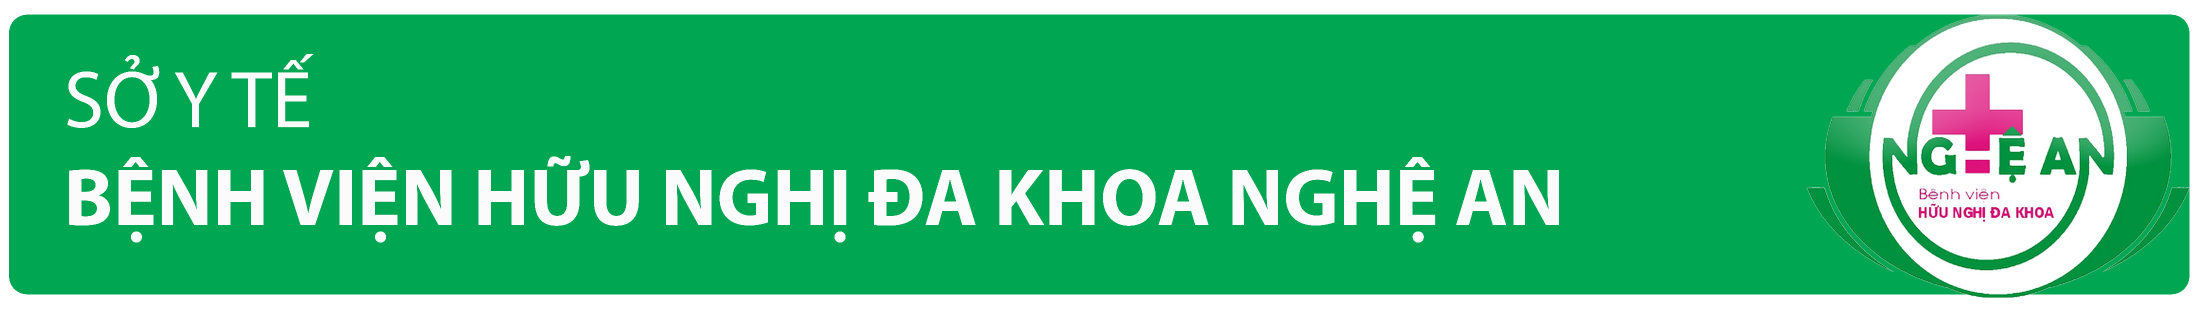 SỞ Y TẾ
BỆNH VIỆN HỮU NGHỊ ĐA KHOA NGHỆ AN
NGHỆ AN
Bệnh viện
HỮU NGHỊ ĐA KHOA